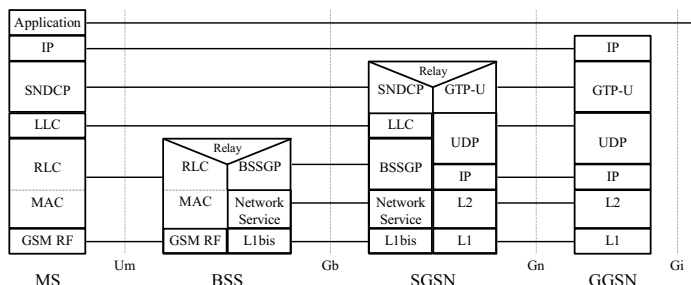 Application
IP
IP
Relay
SNDCP
SNDCP
GTP-U
GTP-U
LLC
LLC
UDP
UDP
Relay
RLC
RLC
BSSGP
BSSGP
IP
IP
MAC
MAC
Network
Service
Network
Service
L2
L2
GSM RF
GSM RF
L1bis
L1bis
L1
L1
Um
Gb
Gn
Gi
MS
BSS
SGSN
GGSN